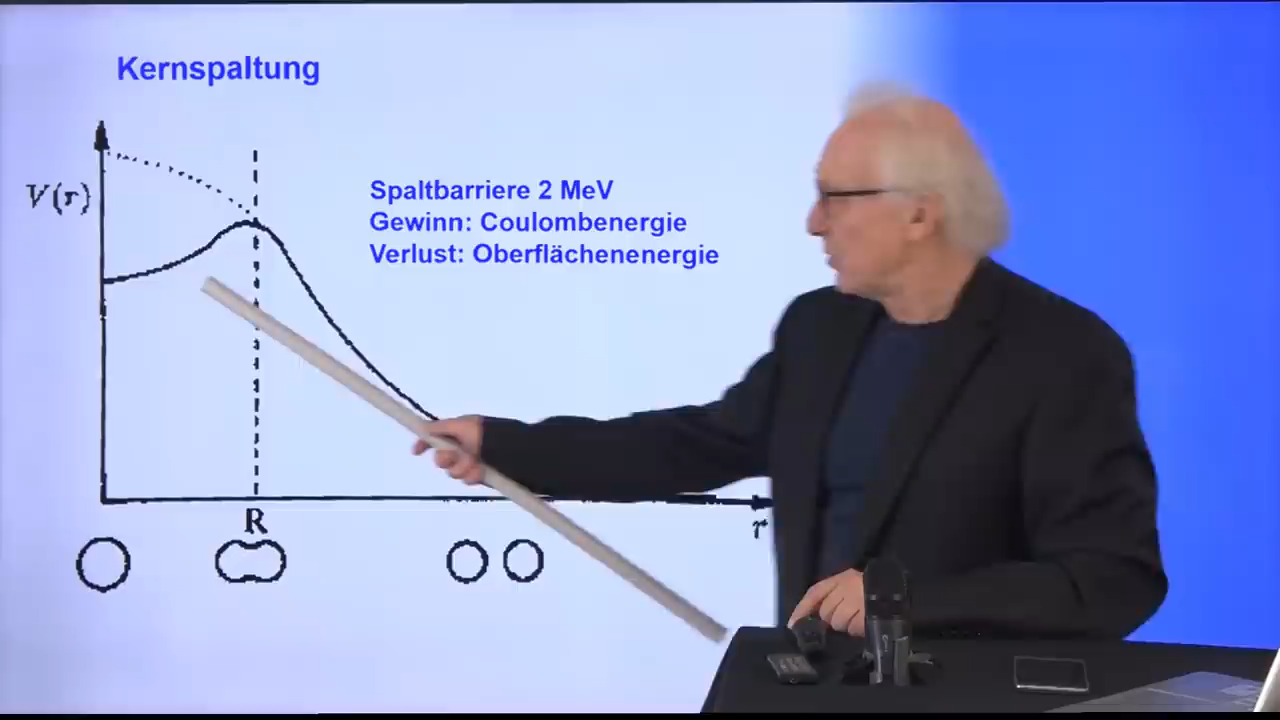 Kernspaltung
V(r)
Spaltbarriere 2 MeV
Gewinn: Coulombenergie
Verlust: Oberflächenenergie
R
r